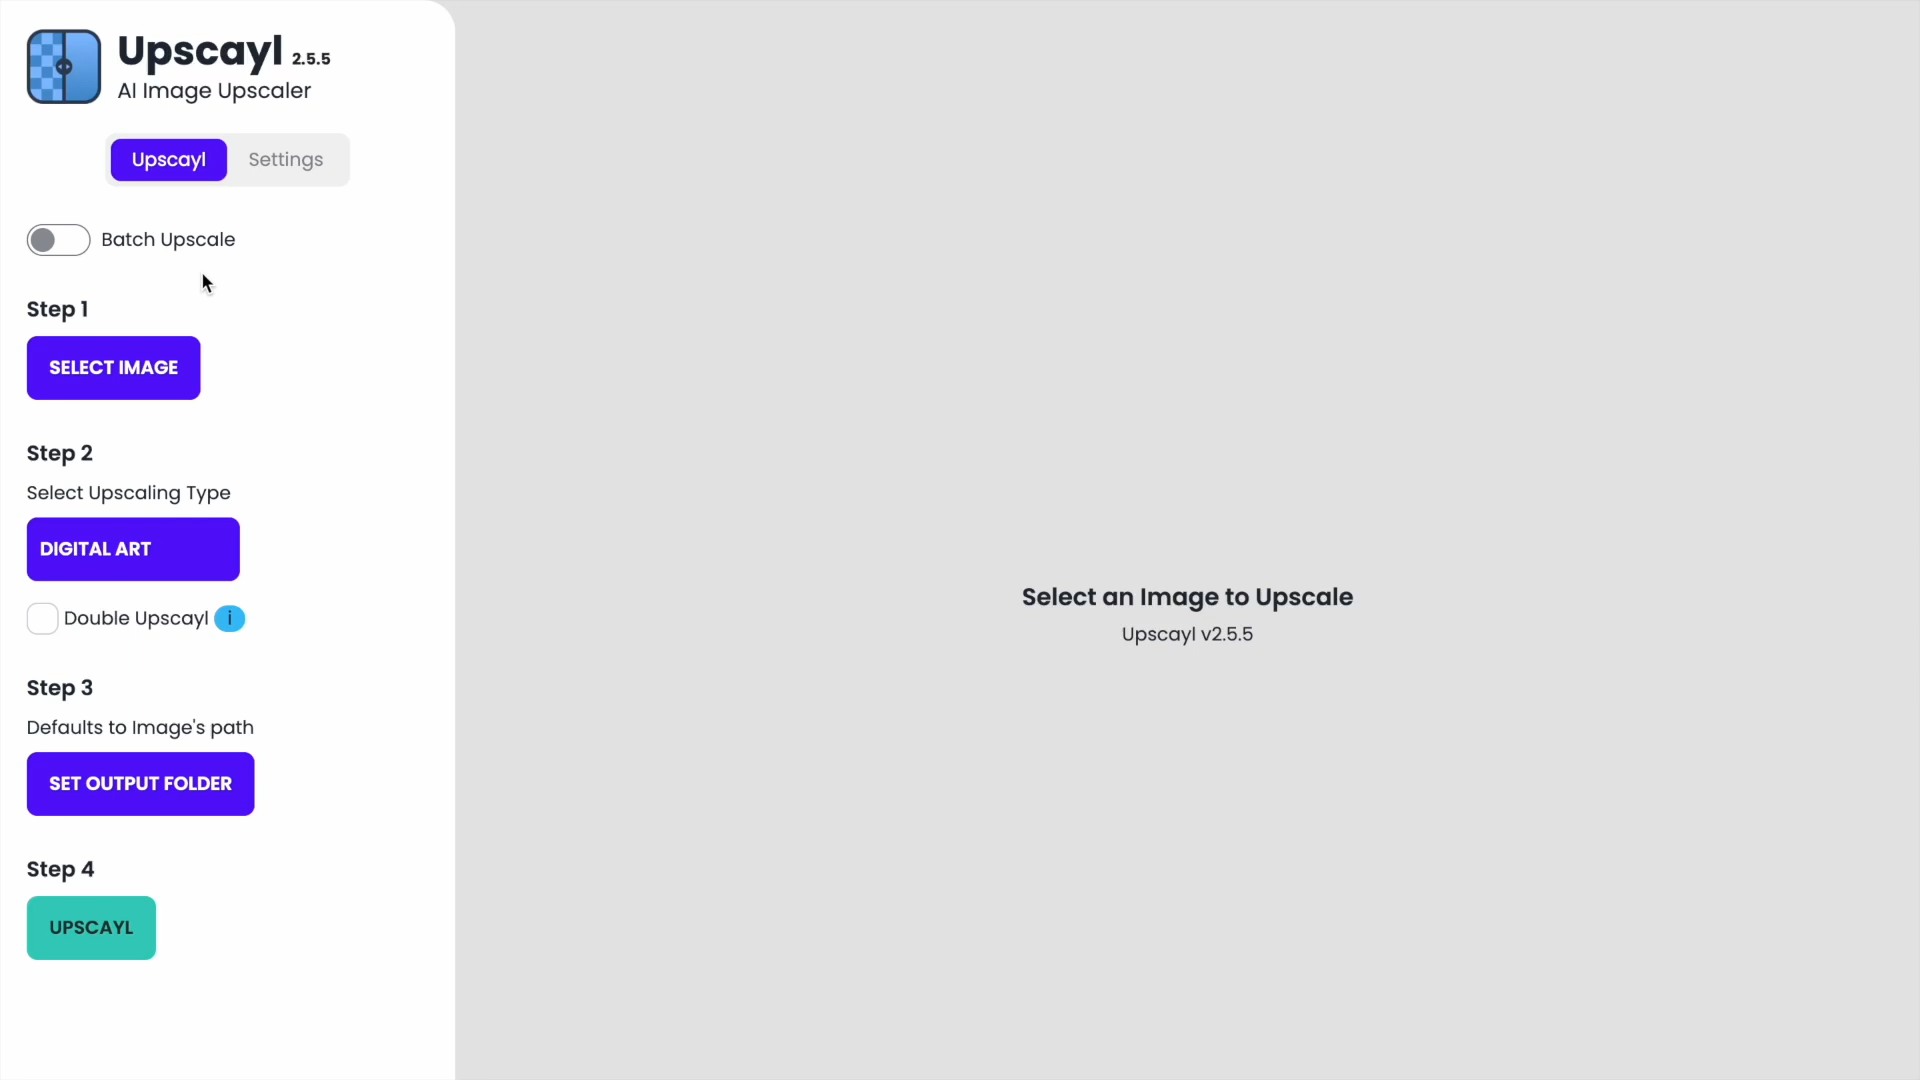 Upscayl 2.5.5
AI Image Upscaler
Upscayl
Settings
Batch Upscale
Step 1
SELECT IMAGE
Step 2
Select Upscaling Type
DIGITAL ART
Double Upscayl i
Step 3
Defaults to Image's path
SET OUTPUT FOLDER
Step 4
UPSCAYL
Select an Image to Upscale
Upscayl v2.5.5